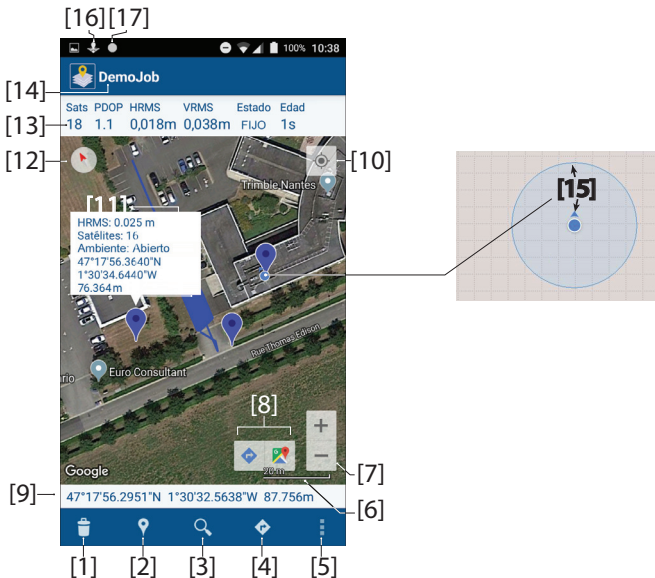 [16] [17]
100% 10:38
[14]
DemoJob
Sats PDOP HRMS VRMS Estado Edad
[13]
18 1.1 0,018m 0,038m FIJO 1s
[12]
[10]
Trimble Nantes
[11]
[15]
HRMS: 0.025 m
Satêlites: 16
Ambiente: Abierto
47°17'56.3640"N
1°30'34.6440"W
76.364m
Rue Thomas Edison
ario
Euro Consultant
[8]
+
−
[7]
Google
20 m
[6]
[9]
47°17'56.2951"N 1°30'32.5638"W 87.756m
[1] [2] [3] [4] [5]